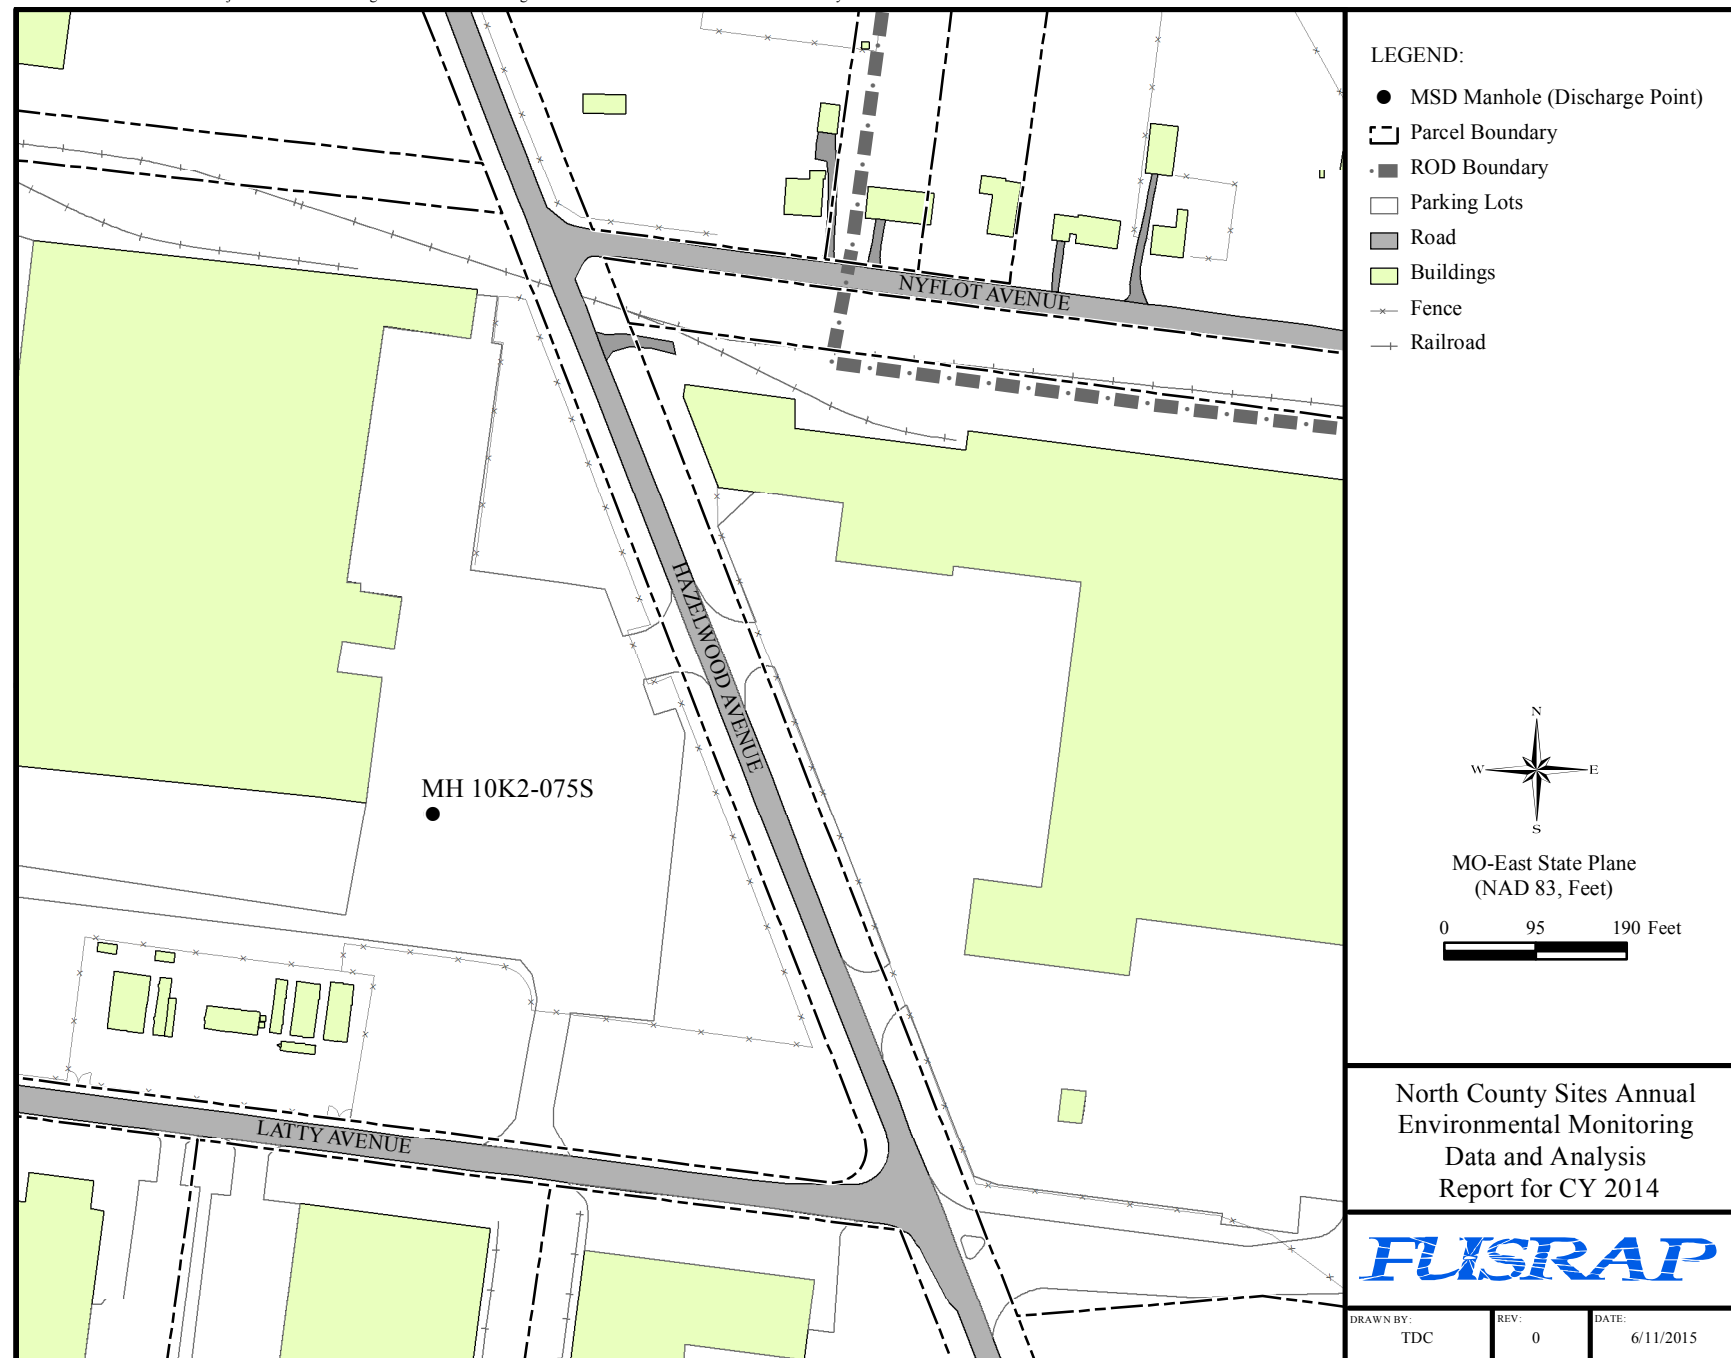 LEGEND:
MSD Manhole (Discharge Point)
Parcel Boundary
ROD Boundary
Parking Lots
Road
Buildings
Fence
Railroad
NYFLOT AVENUE
HAZELWOOD AVENUE
MH 10K2-075S
LATTY AVENUE
N
W E
S
MO-East State Plane
(NAD 83, Feet)
0 95 190 Feet
North County Sites Annual
Environmental Monitoring
Data and Analysis
Report for CY 2014
FUSRAP
DRAWN BY: REV: DATE:
TDC 0 6/11/2015